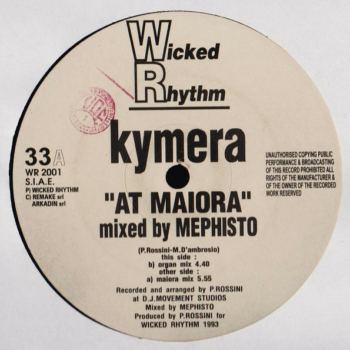 Wicked
Rhythm
33A
WR 2001
S.I.A.E.
P) WICKED RHYTHM
C) REMAKE srl
ARKADIN srl
kymera
UNAUTHORISED COPYING PUBLIC
PERFORMANCE & BROADCASTING
OF THIS RECORD PROHIBITED ALL
RIGHTS OF THE MANUFACTURER &
OF THE OWNER OF THE RECORDED
WORK RESERVED
"AT MAIORA"
mixed by MEPHISTO
(P.Rossini-M.D'ambrosio)
this side :
b) organ mix 4.40
other side :
a) maiora mix 5.55
Recorded and arranged by P.ROSSINI
at D.J.MOVEMENT STUDIOS
Mixed by MEPHISTO
Produced by P.ROSSINI for
WICKED RHYTHM 1993